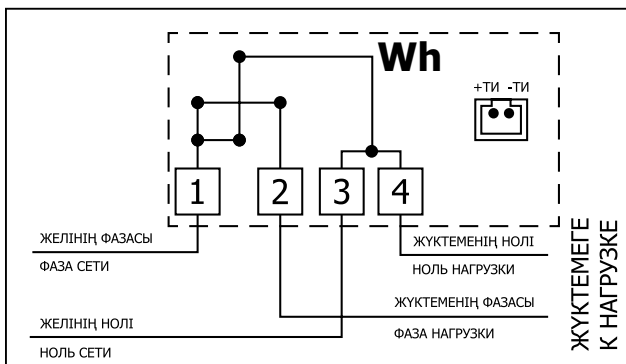 Wh
+ТИ -ТИ
1 2 3 4
ЖЕЛІНІҢ ФАЗАСЫ
ФАЗА СЕТИ
ЖҮКТЕМЕНІҢ НОЛІ
НОЛЬ НАГРУЗКИ
ЖҮКТЕМЕНІҢ ФАЗАСЫ
ФАЗА НАГРУЗКИ
ЖЕЛІНІҢ НОЛІ
НОЛЬ СЕТИ
ЖҮКТЕМЕГЕ
К НАГРУЗКЕ